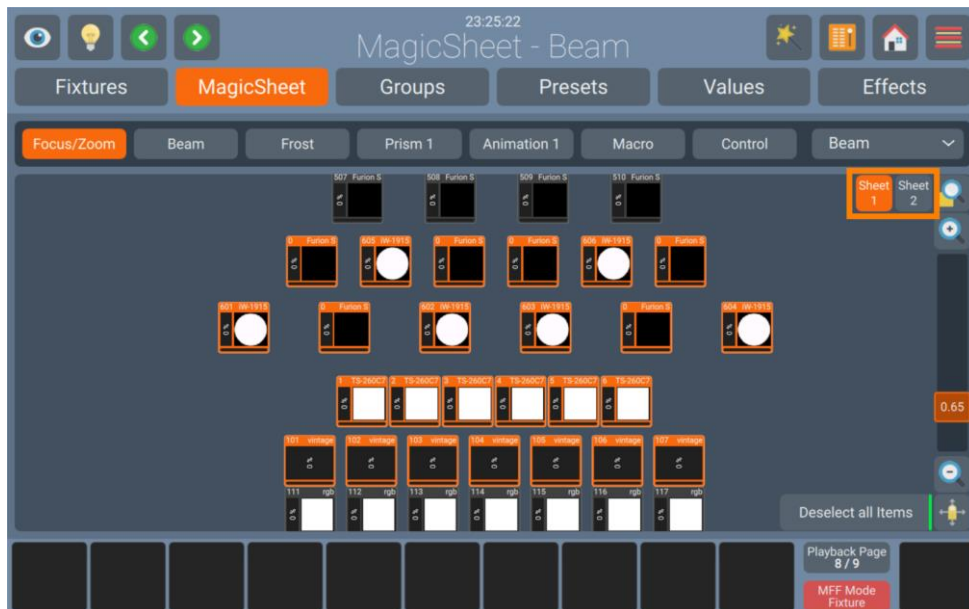 23:25:22
MagicSheet - Beam
Fixtures MagicSheet Groups Presets Values Effects
Focus/Zoom Beam Frost Prism 1 Animation 1 Macro Control Beam
507 Furion S 508 Furion S 509 Furion S 510 Furion S
Sheet 1 Sheet 2
0 Furion S 605 IW-1915 0 Furion S 0 Furion S 606 IW-1915 0 Furion S
601 IW-1915 0 Furion S 602 IW-1915 603 IW-1915 0 Furion S 604 IW-1915
1 TS-260C7 2 TS-260C7 3 TS-260C7 4 TS-260C7 5 TS-260C7 6 TS-260C7
0.65
101 vintage 102 vintage 103 vintage 104 vintage 105 vintage 106 vintage 107 vintage
111 rgb 112 rgb 113 rgb 114 rgb 115 rgb 116 rgb 117 rgb
Deselect all Items
Playback Page
8 / 9
MFF Mode
Fixture